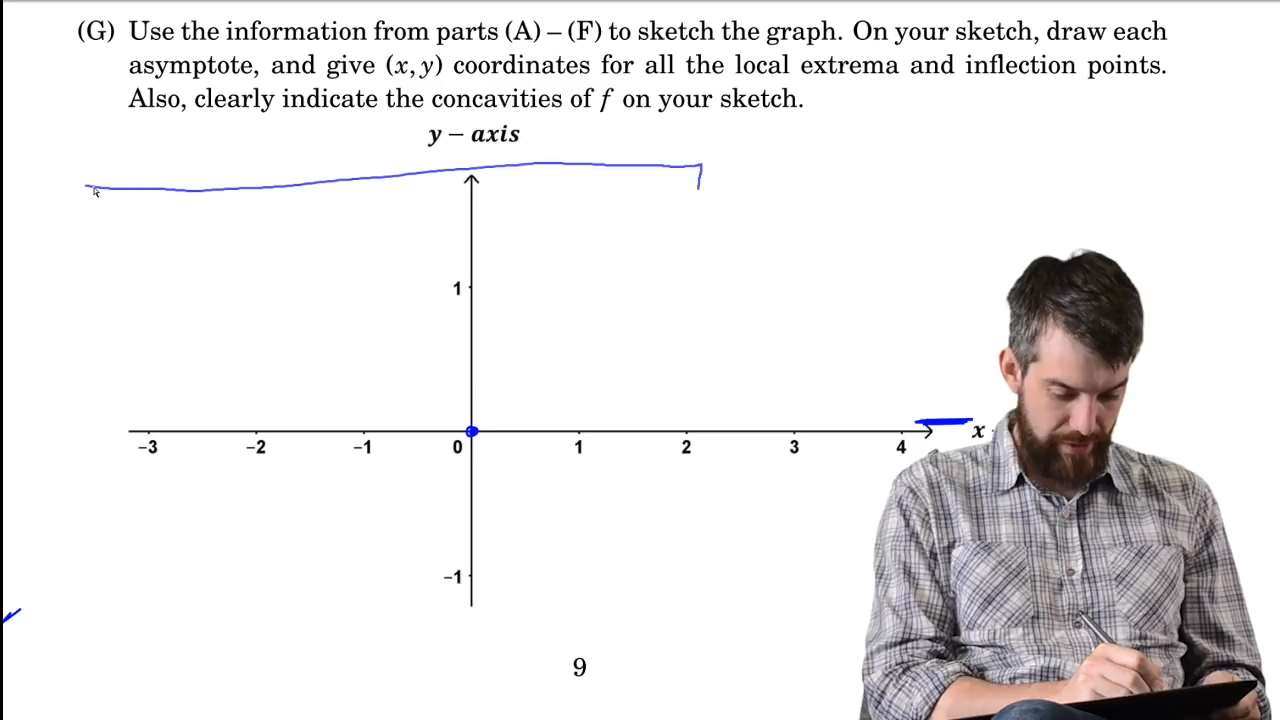 (G) Use the information from parts (A) – (F) to sketch the graph. On your sketch, draw each
asymptote, and give (x, y) coordinates for all the local extrema and inflection points.
Also, clearly indicate the concavities of f on your sketch.
y – axis
1
−3 −2 −1 0 1 2 3 4 x
−1
9